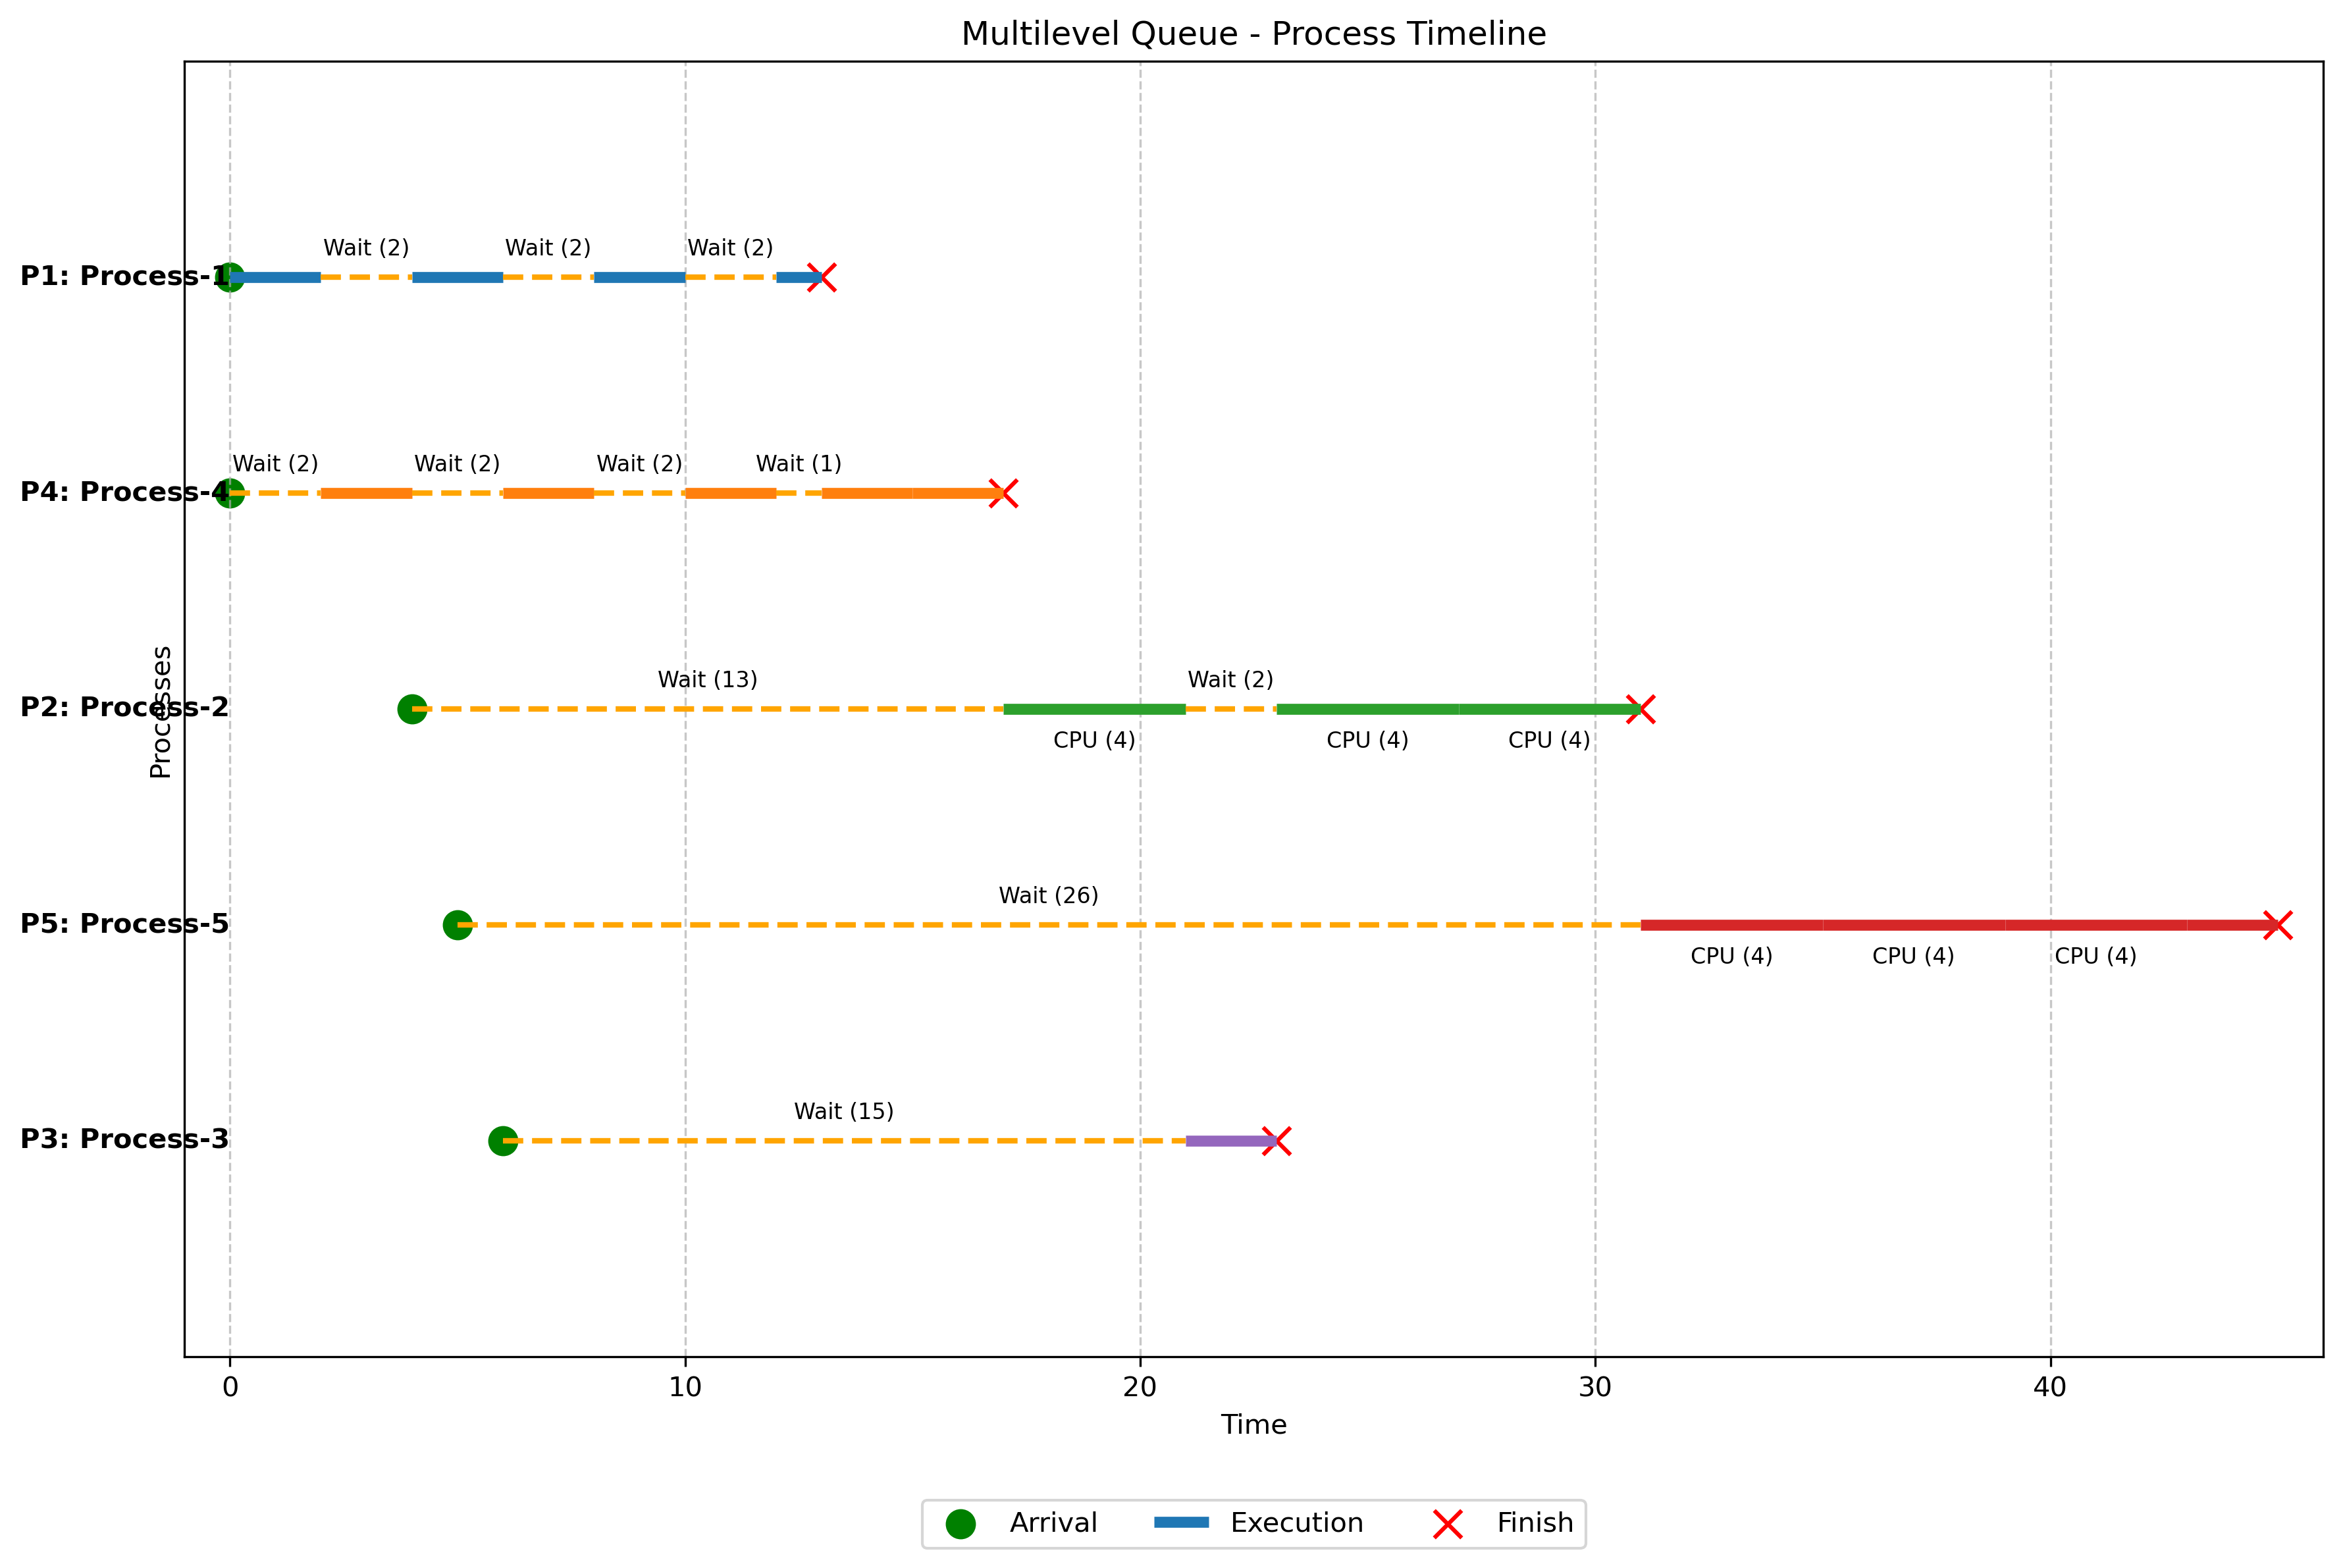 Multilevel Queue - Process Timeline
Wait (2) Wait (2) Wait (2)
P1: Process-1
Wait (2) Wait (2) Wait (2) Wait (1)
P4: Process-4
Wait (13) Wait (2)
P2: Process-2
CPU (4) CPU (4) CPU (4)
Processes
Wait (26)
P5: Process-5
CPU (4) CPU (4) CPU (4)
Wait (15)
P3: Process-3
0 10 20 30 40
Time
Arrival Execution Finish